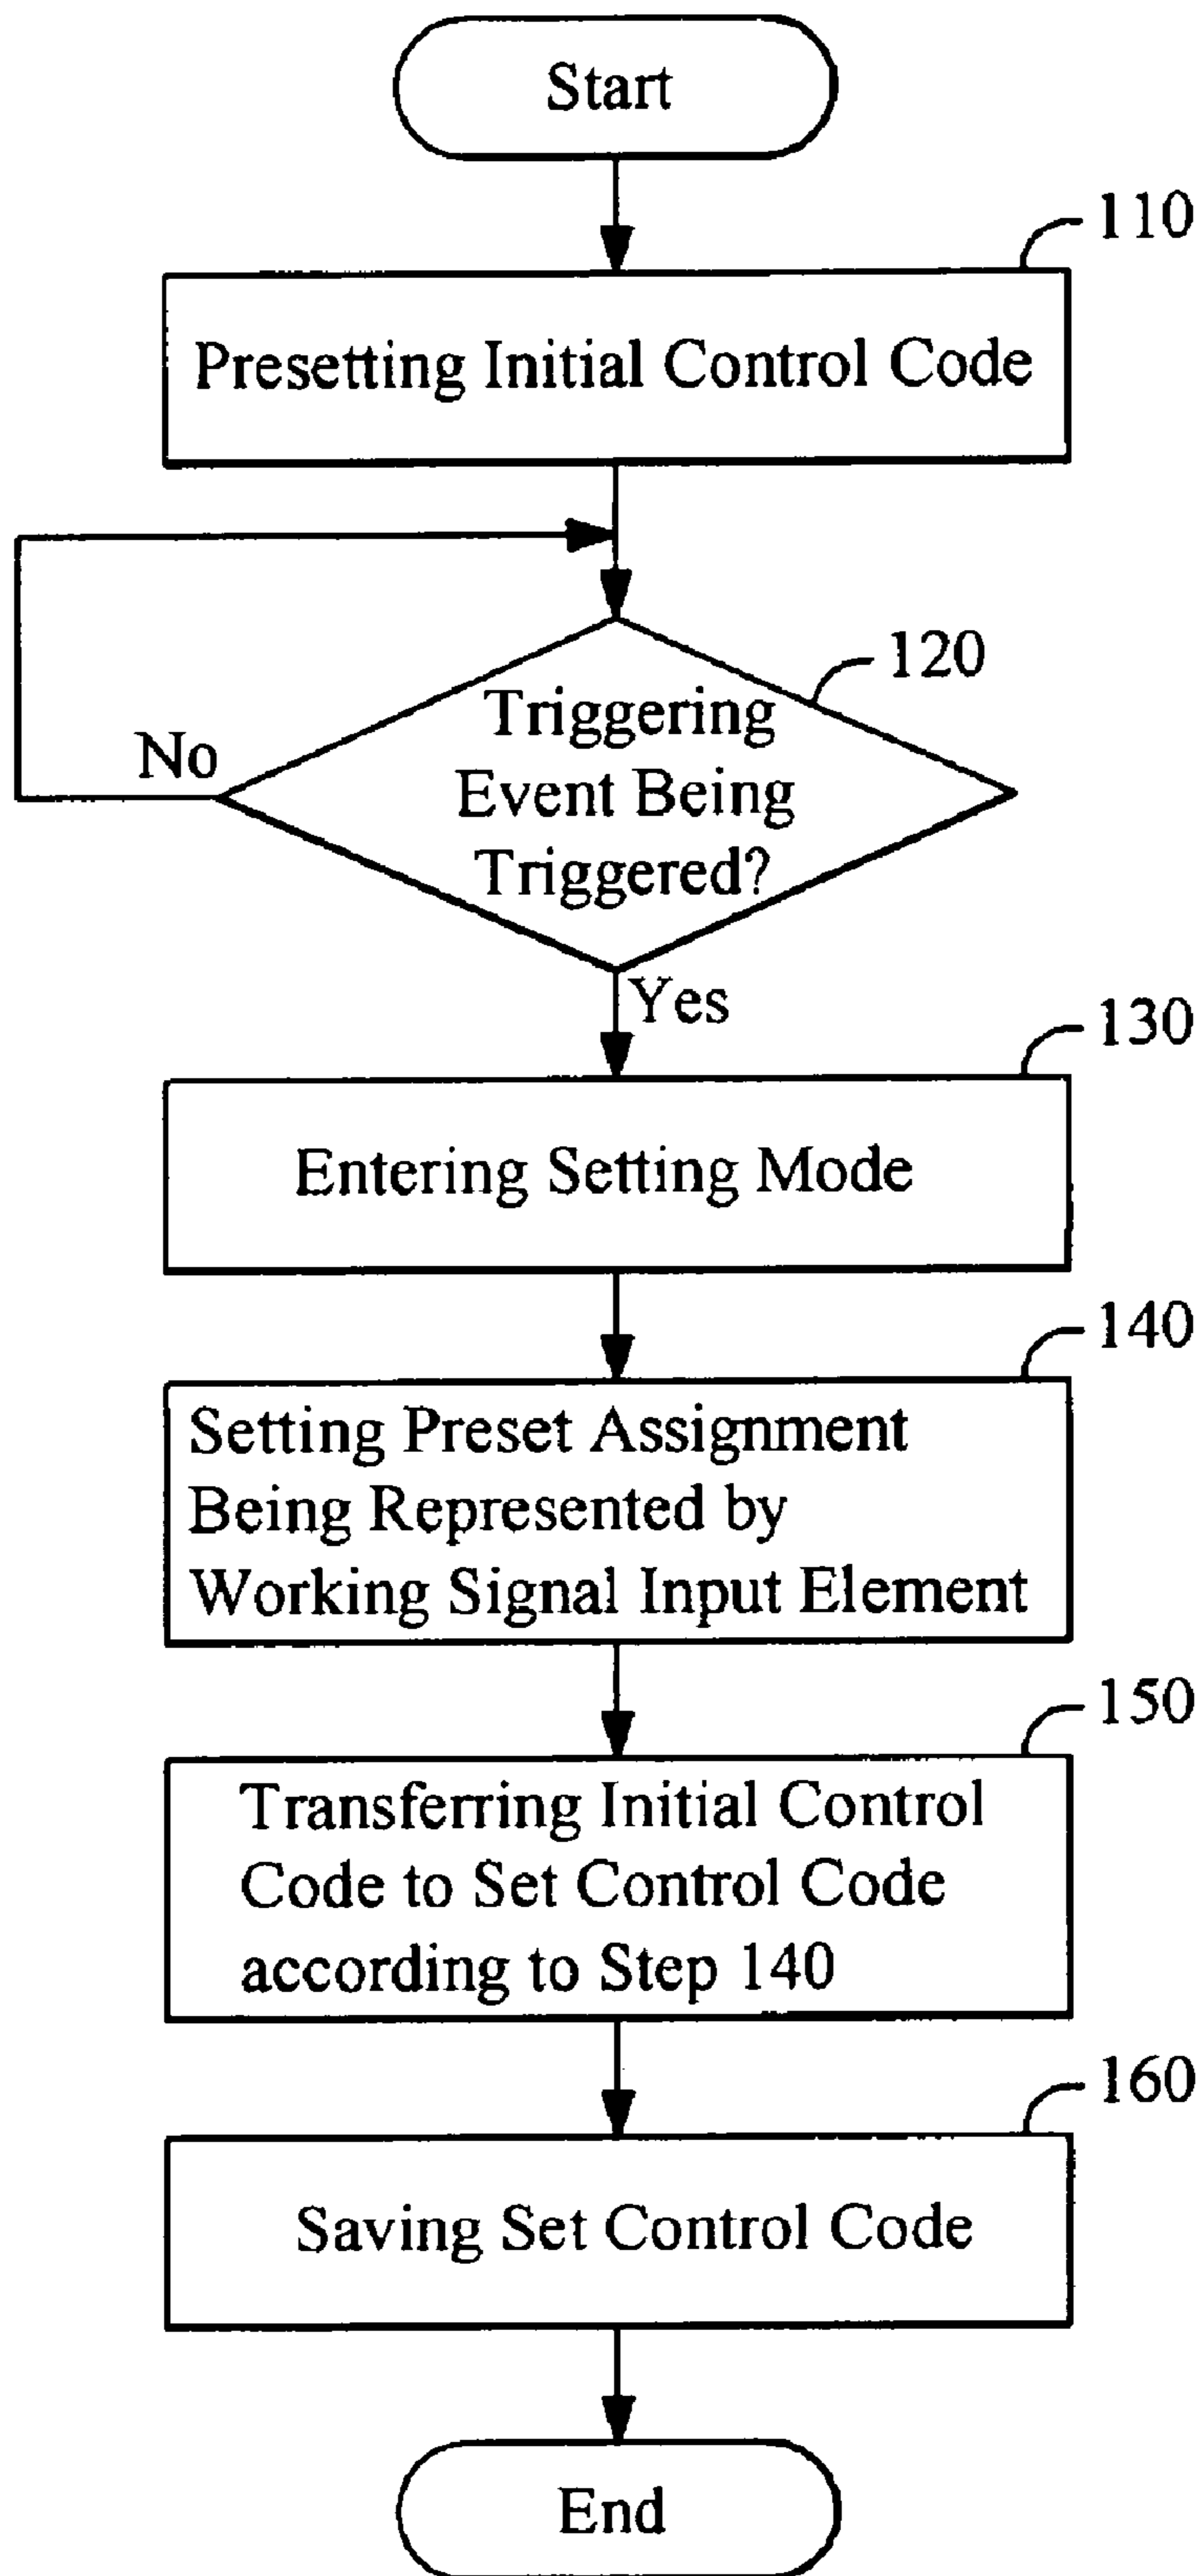 Start
110
Presetting Initial Control Code
120
Triggering
Event Being
Triggered?
No
Yes
130
Entering Setting Mode
140
Setting Preset Assignment
Being Represented by
Working Signal Input Element
150
Transferring Initial Control
Code to Set Control Code
according to Step 140
160
Saving Set Control Code
End